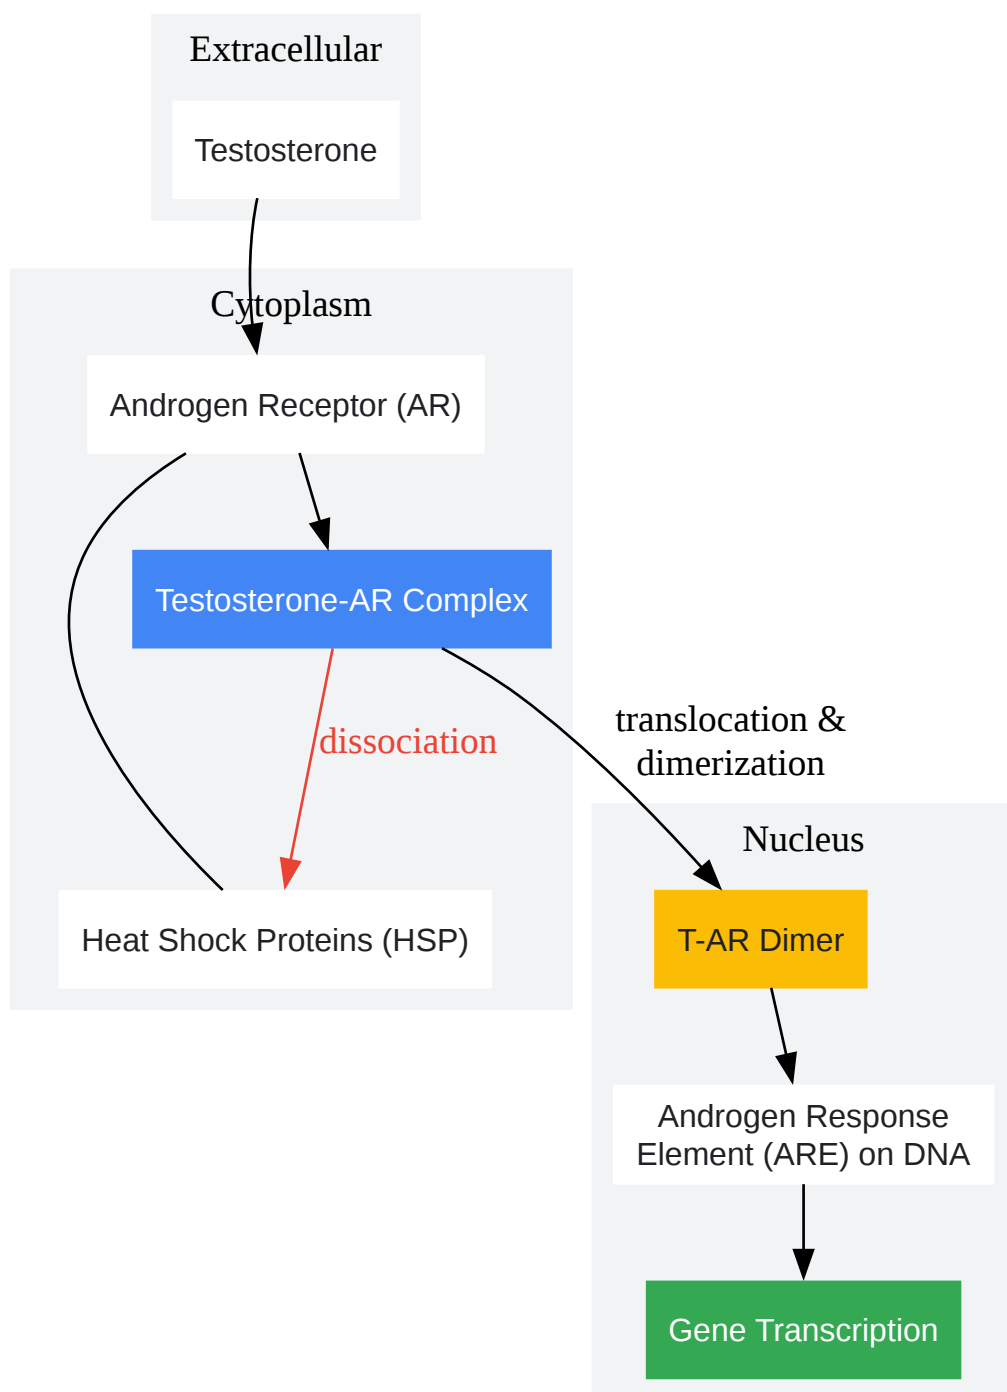 Extracellular
Testosterone
Cytoplasm
Androgen Receptor (AR)
Testosterone-AR Complex
dissociation
translocation &
dimerization
Nucleus
Heat Shock Proteins (HSP)
T-AR Dimer
Androgen Response
Element (ARE) on DNA
Gene Transcription